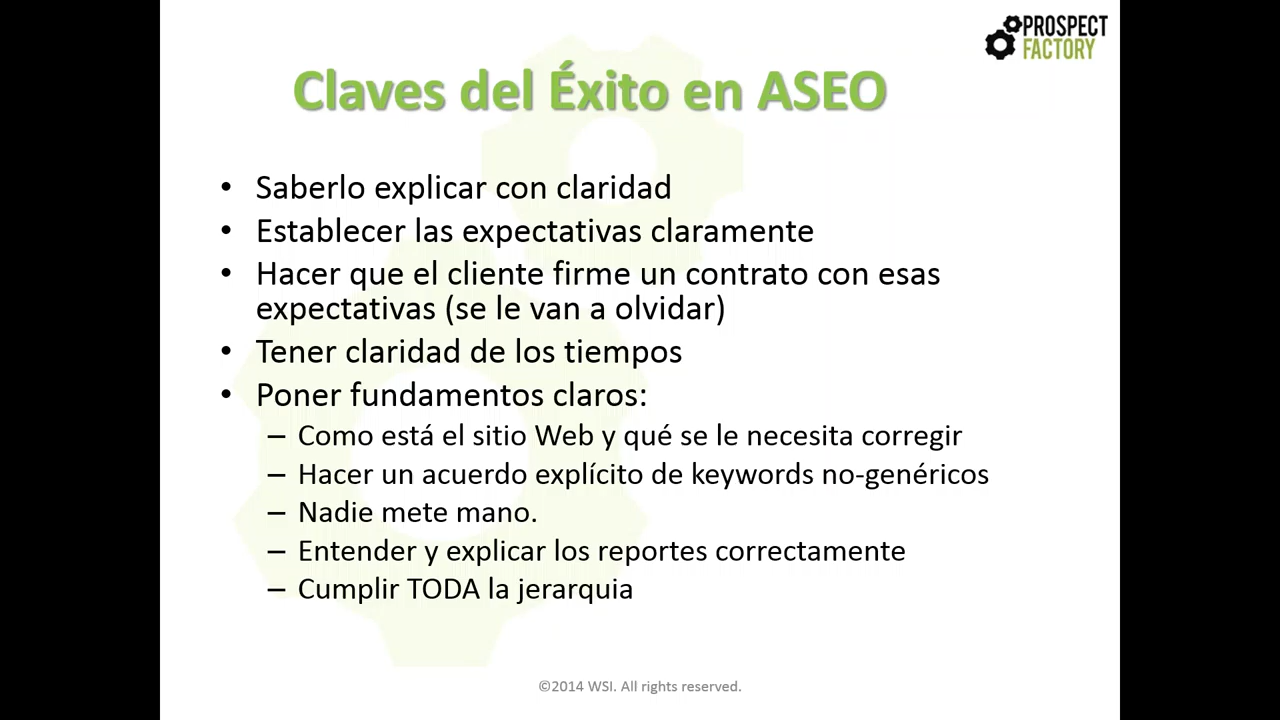 PROSPECT
FACTORY
Claves del Éxito en ASEO
• Saberlo explicar con claridad
• Establecer las expectativas claramente
• Hacer que el cliente firme un contrato con esas
expectativas (se le van a olvidar)
• Tener claridad de los tiempos
• Poner fundamentos claros:
– Como está el sitio Web y qué se le necesita corregir
– Hacer un acuerdo explícito de keywords no-genéricos
– Nadie mete mano.
– Entender y explicar los reportes correctamente
– Cumplir TODA la jerarquia
©2014 WSI. All rights reserved.